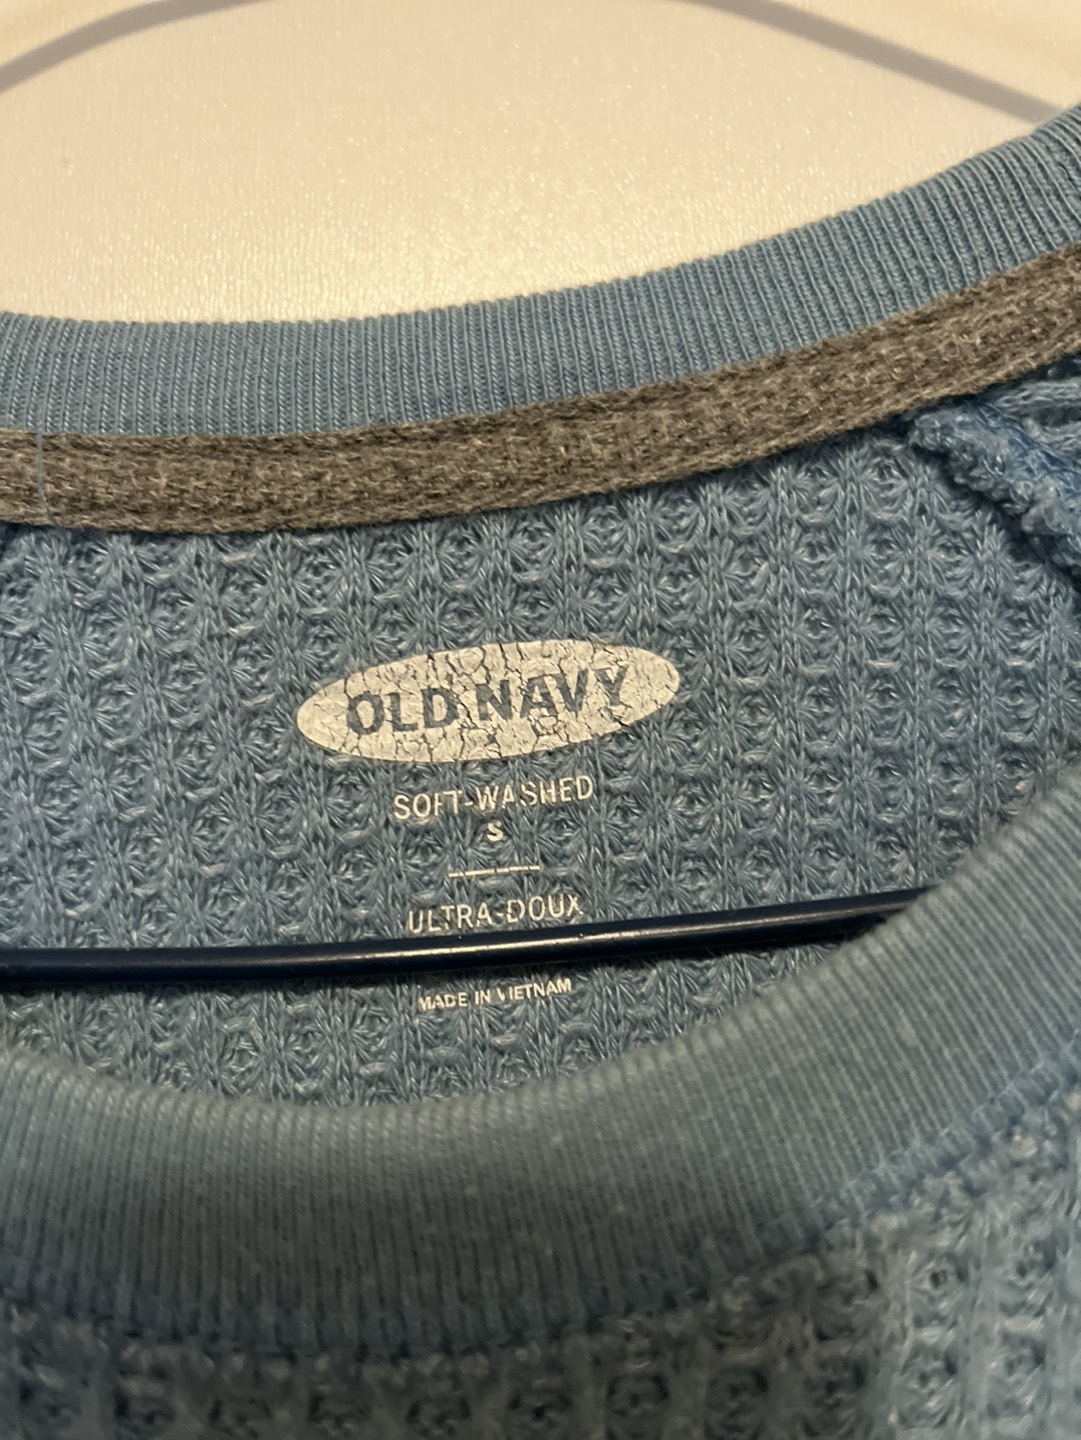 OLD NAVY
SOFT-WASHED
S
ULTRA-DOUX
MADE IN VIETNAM